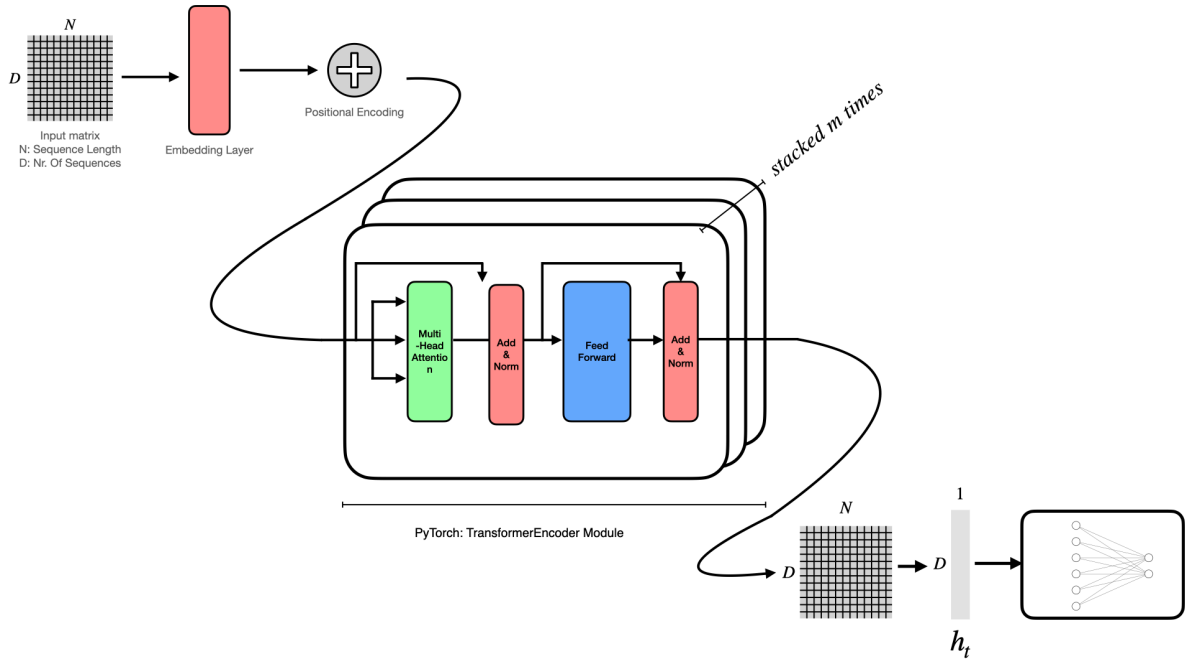 N
D
Input matrix
N: Sequence Length
D: Nr. Of Sequences
Embedding Layer
Positional Encoding
stacked m times
Multi
-Head
Attentio
n
Add
&
Norm
Feed
Forward
Add
&
Norm
PyTorch: TransformerEncoder Module
N
D
1
D
h_t